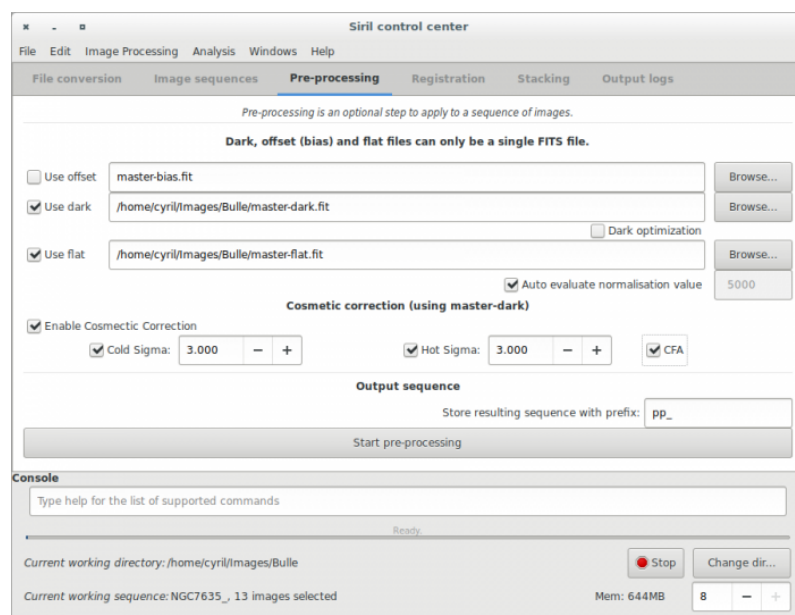 Siril control center
File Edit Image Processing Analysis Windows Help
File conversion Image sequences Pre-processing Registration Stacking Output logs
Pre-processing is an optional step to apply to a sequence of images.
Dark, offset (bias) and flat files can only be a single FITS file.
Use offset master-bias.fit Browse...
Use dark /home/cyril/Images/Bulle/master-dark.fit Browse...
Dark optimization
Use flat /home/cyril/Images/Bulle/master-flat.fit Browse...
Auto evaluate normalisation value 5000
Cosmetic correction (using master-dark)
Enable Cosmectic Correction
Cold Sigma: 3.000 − + Hot Sigma: 3.000 − + CFA
Output sequence
Store resulting sequence with prefix: pp_
Start pre-processing
Console
Type help for the list of supported commands
Ready.
Current working directory: /home/cyril/Images/Bulle Stop Change dir...
Current working sequence: NGC7635_, 13 images selected Mem: 644MB 8 − +